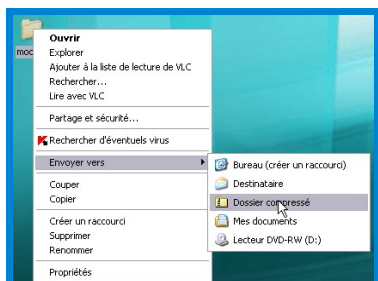 moc
Ouvrir
Explorer
Ajouter à la liste de lecture de VLC
Rechercher...
Lire avec VLC
Partage et sécurité...
Rechercher d'éventuels virus
Envoyer vers
Couper
Copier
Créer un raccourci
Supprimer
Renommer
Propriétés
Bureau (créer un raccourci)
Destinataire
Dossier compressé
Mes documents
Lecteur DVD-RW (D:)